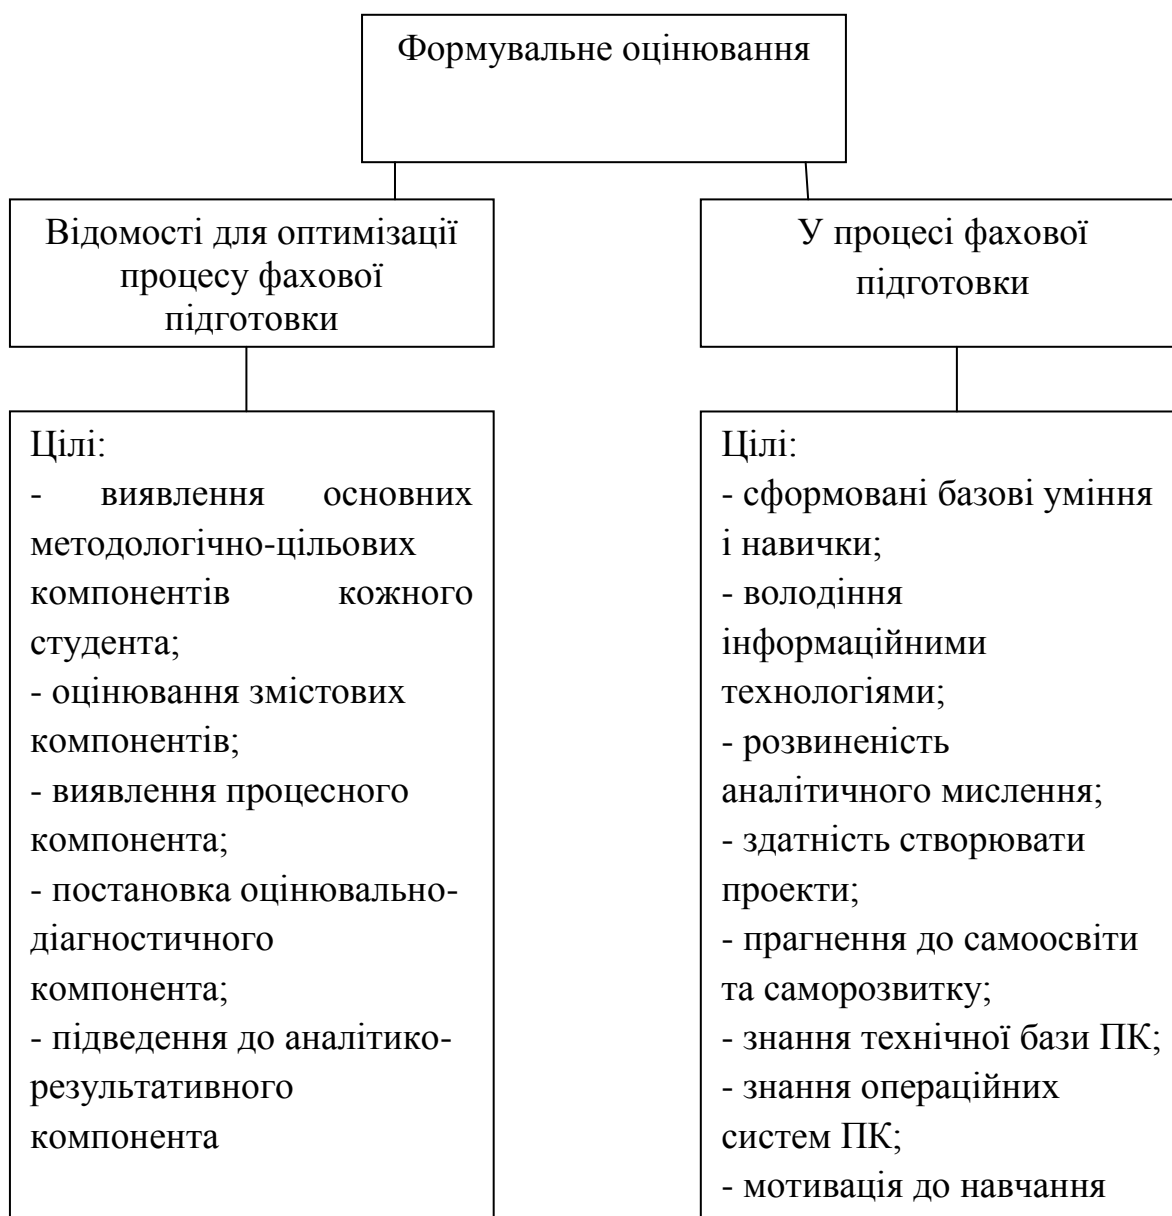 Формувальне оцінювання
Відомості для оптимізації
процесу фахової
підготовки
У процесі фахової
підготовки
Цілі:
- виявлення основних
методологічно-цільових
компонентів кожного
студента;
- оцінювання змістових
компонентів;
- виявлення процесного
компонента;
- постановка оцінювально-
діагностичного
компонента;
- підведення до аналітико-
результативного
компонента
Цілі:
- сформовані базові уміння
і навички;
- володіння
інформаційними
технологіями;
- розвиненість
аналітичного мислення;
- здатність створювати
проекти;
- прагнення до самоосвіти
та саморозвитку;
- знання технічної бази ПК;
- знання операційних
систем ПК;
- мотивація до навчання